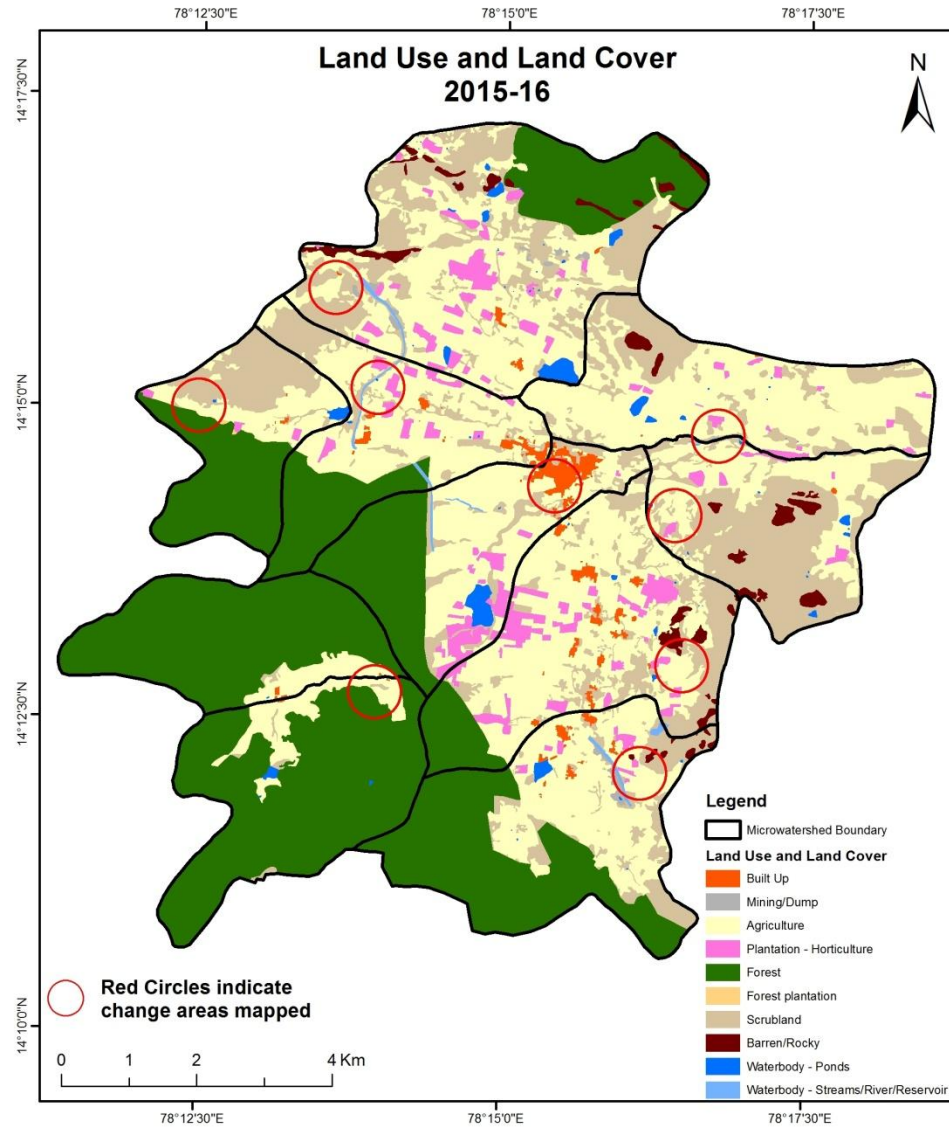 78°12'30"E 78°15'0"E 78°17'30"E
Land Use and Land Cover
2015-16
N
14°17'30"N
14°15'0"N
14°12'30"N
14°10'0"N
Legend
Microwatershed Boundary
Land Use and Land Cover
Built Up
Mining/Dump
Agriculture
Plantation - Horticulture
Forest
Forest plantation
Scrubland
Barren/Rocky
Waterbody - Ponds
Waterbody - Streams/River/Reservoir
Red Circles indicate
change areas mapped
0 1 2 4 Km
78°12'30"E 78°15'0"E 78°17'30"E